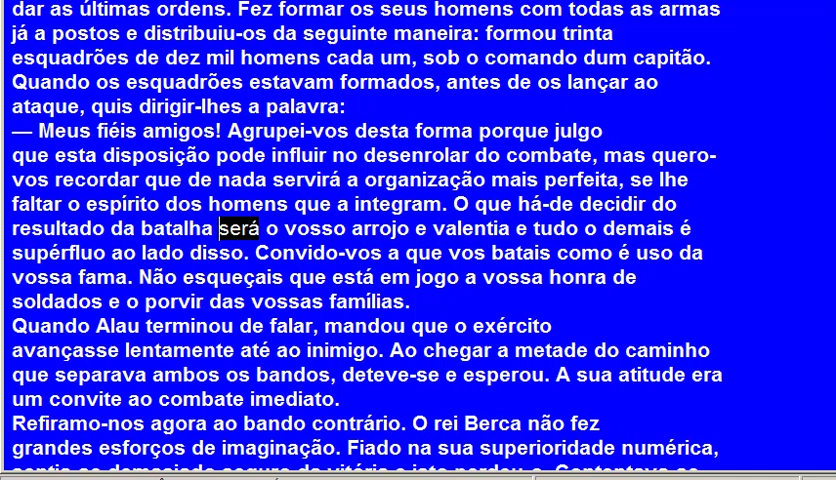 dar as últimas ordens. Fez formar os seus homens com todas as armas
já a postos e distribuiu-os da seguinte maneira: formou trinta
esquadrões de dez mil homens cada um, sob o comando dum capitão.
Quando os esquadrões estavam formados, antes de os lançar ao
ataque, quis dirigir-lhes a palavra:
— Meus fiéis amigos! Agrupei-vos desta forma porque julgo
que esta disposição pode influir no desenrolar do combate, mas quero-
vos recordar que de nada servirá a organização mais perfeita, se lhe
faltar o espírito dos homens que a integram. O que há-de decidir do
resultado da batalha será o vosso arrojo e valentia e tudo o demais é
supérfluo ao lado disso. Convido-vos a que vos batais como é uso da
vossa fama. Não esqueçais que está em jogo a vossa honra de
soldados e o porvir das vossas famílias.
Quando Alau terminou de falar, mandou que o exército
avançasse lentamente até ao inimigo. Ao chegar a metade do caminho
que separava ambos os bandos, deteve-se e esperou. A sua atitude era
um convite ao combate imediato.
Refiramo-nos agora ao bando contrário. O rei Berca não fez
grandes esforços de imaginação. Fiado na sua superioridade numérica,